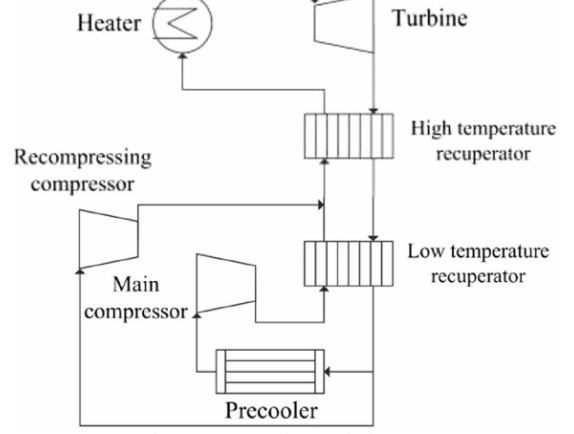 Heater
Turbine
High temperature
recuperator
Recompressing
compressor
Low temperature
recuperator
Main
compressor
Precooler